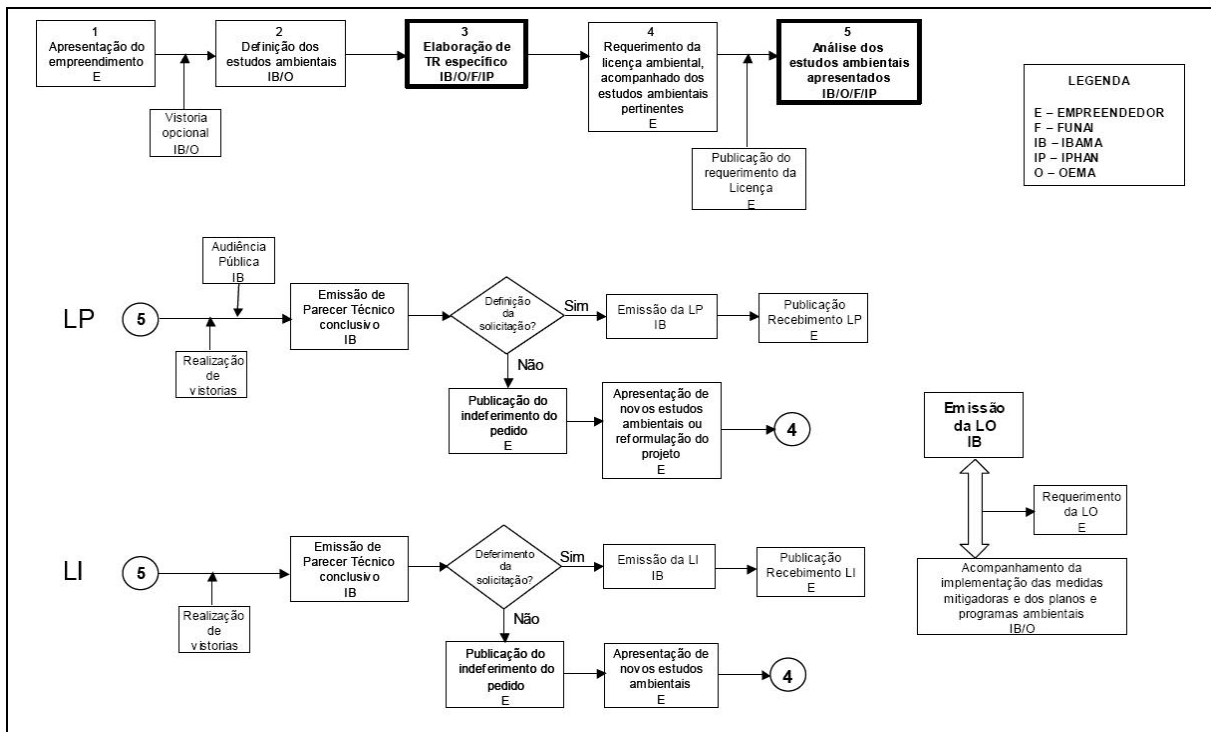 1
Apresentação do
empreendimento
E
2
Definição dos
estudos ambientais
IB/O
3
Elaboração de
TR específico
IB/O/F/IP
4
Requerimento da
licença ambiental,
acompanhado dos
estudos ambientais
pertinentes
E
5
Análise dos
estudos ambientais
apresentados
IB/O/F/IP
Vistoria
opcional
IB/O
Publicação do
requerimento da
Licença
E
LEGENDA
E – EMPREENDEDOR
F – FUNAI
IB – IBAMA
IP – IPHAN
O – OEMA
LP
5
Audiência
Pública
IB
Realização
de
vistorias
Emissão de
Parecer Técnico
conclusivo
IB
Definição
da
solicitação?
Sim
Emissão da LP
IB
Publicação
Recebimento LP
E
Não
Publicação do
indeferimento do
pedido
E
Apresentação de
novos estudos
ambientais ou
reformulação do
projeto
E
4
Emissão
da LO
IB
Requerimento
da LO
E
Acompanhamento da
implementação das medidas
mitigadoras e dos planos e
programas ambientais
IB/O
LI
5
Realização
de
vistorias
Emissão de
Parecer Técnico
conclusivo
IB
Deferimento
da
solicitação?
Sim
Emissão da LI
IB
Publicação
Recebimento LI
E
Não
Publicação do
indeferimento do
pedido
E
Apresentação de
novos estudos
ambientais
E
4